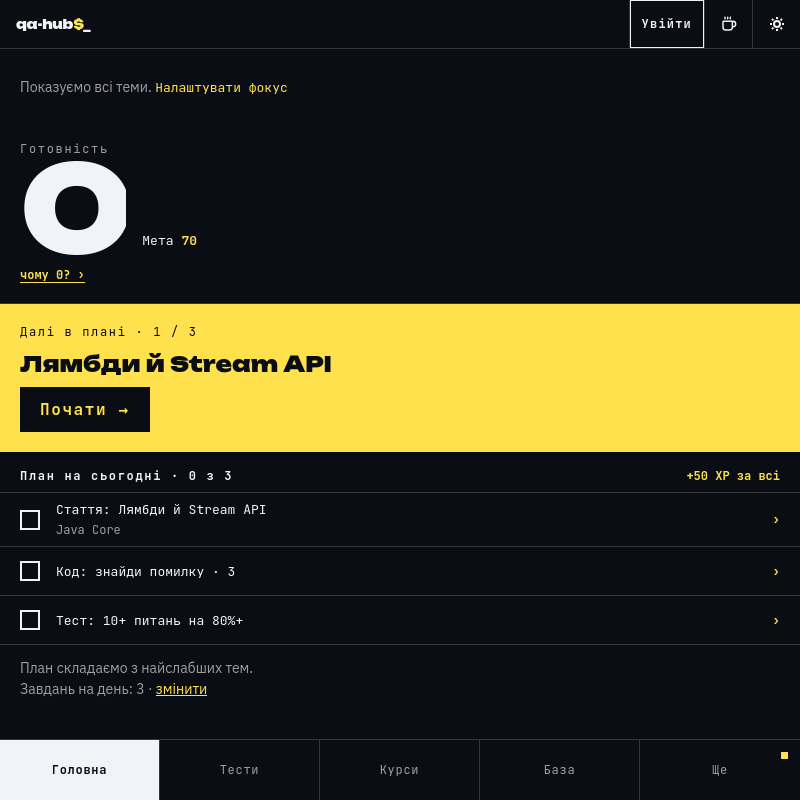 qa-hub$_
Увійти
Показуємо всі теми. Налаштувати фокус
Готовність
0
Мета 70
чому 0? ›
Далі в плані · 1 / 3
Лямбди й Stream API
Почати →
План на сьогодні · 0 з 3
+50 XP за всі
Стаття: Лямбди й Stream API
Java Core
›
Код: знайди помилку · 3
›
Тест: 10+ питань на 80%+
›
План складаємо з найслабших тем.
Завдань на день: 3 · змінити
Головна
Тести
Курси
База
Ще